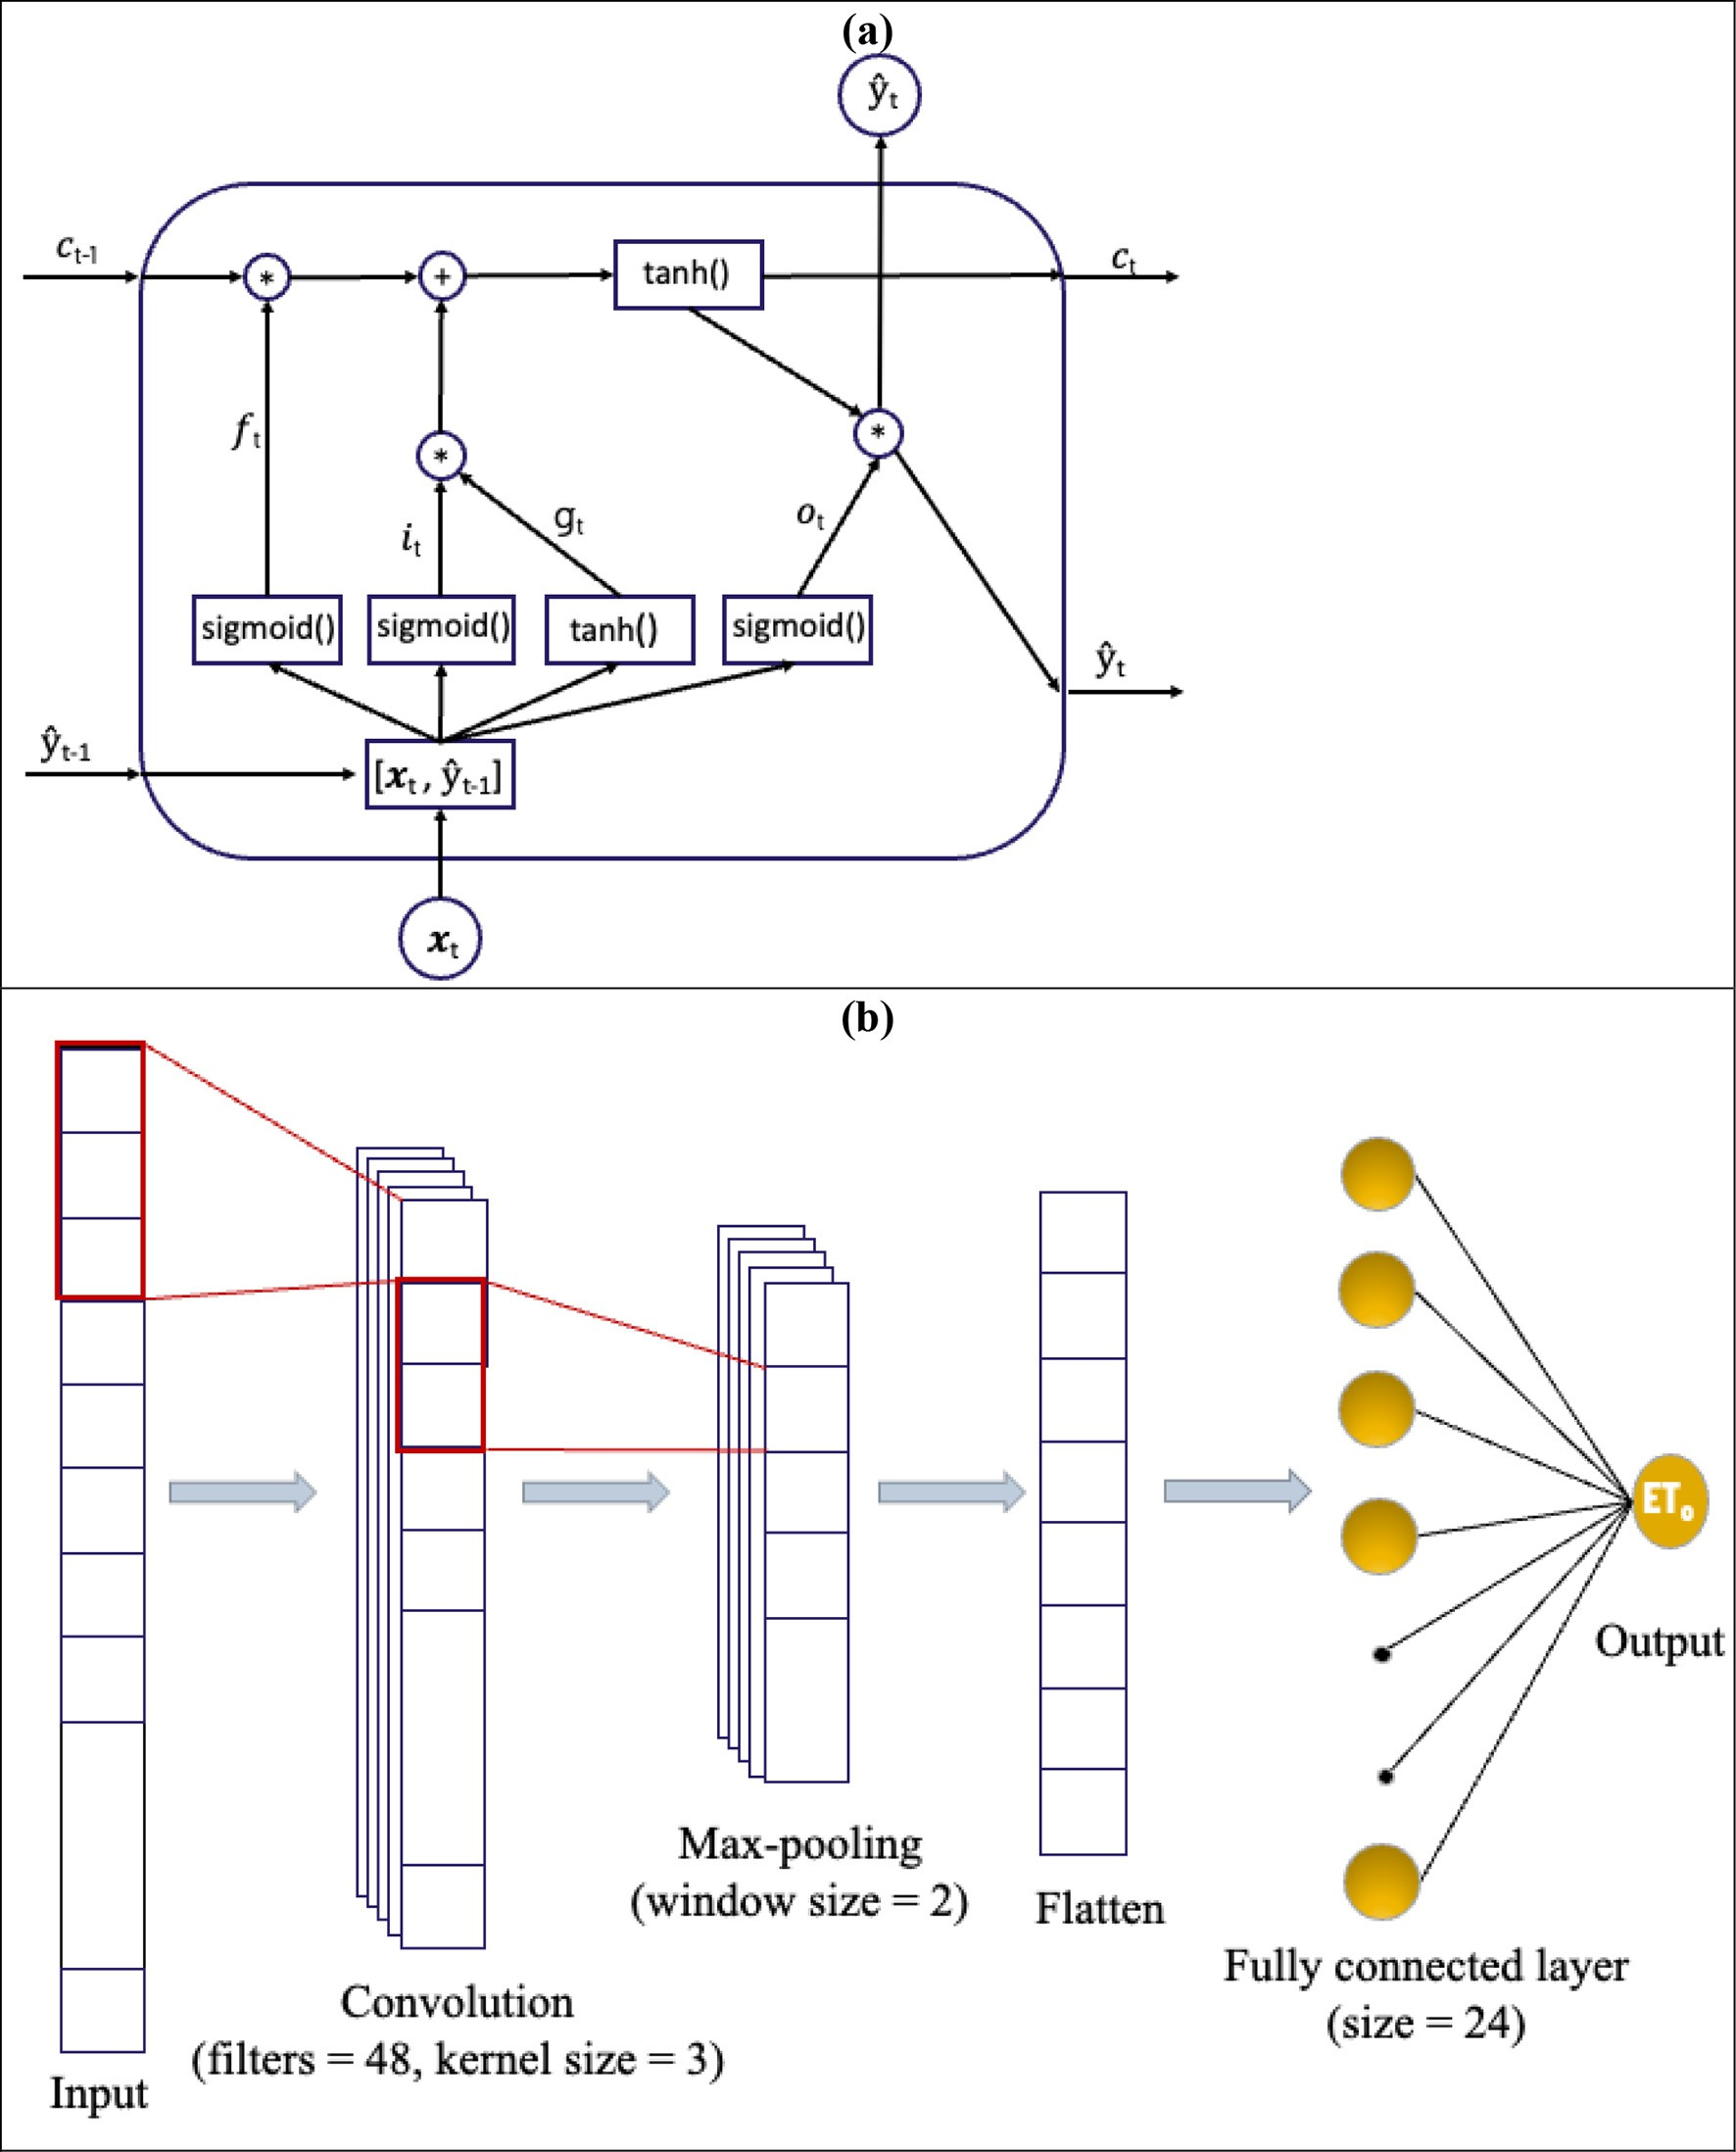 (a)
ŷt
ct-1
*
+
tanh()
ct
ft
*
*
it
gt
ot
sigmoid()
sigmoid()
tanh()
sigmoid()
ŷt
ŷt-1
[xt, ŷt-1]
xt
(b)
ET0
Output
Max-pooling
(window size = 2)
Flatten
Fully connected layer
(size = 24)
Convolution
(filters = 48, kernel size = 3)
Input